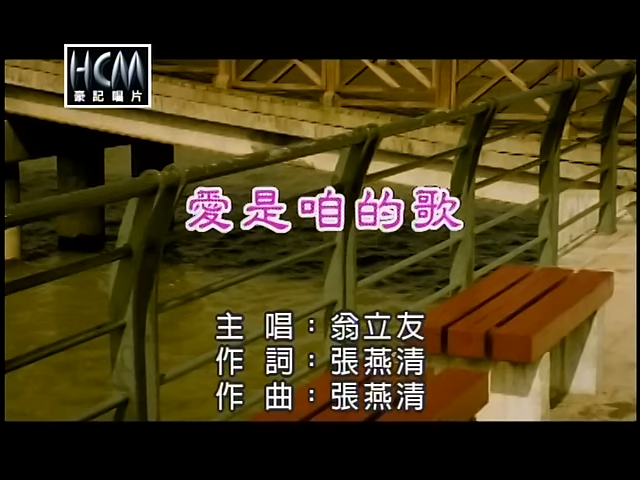 HCM
豪記唱片
愛是咱的歌
主唱：翁立友
作詞：張燕清
作曲：張燕清